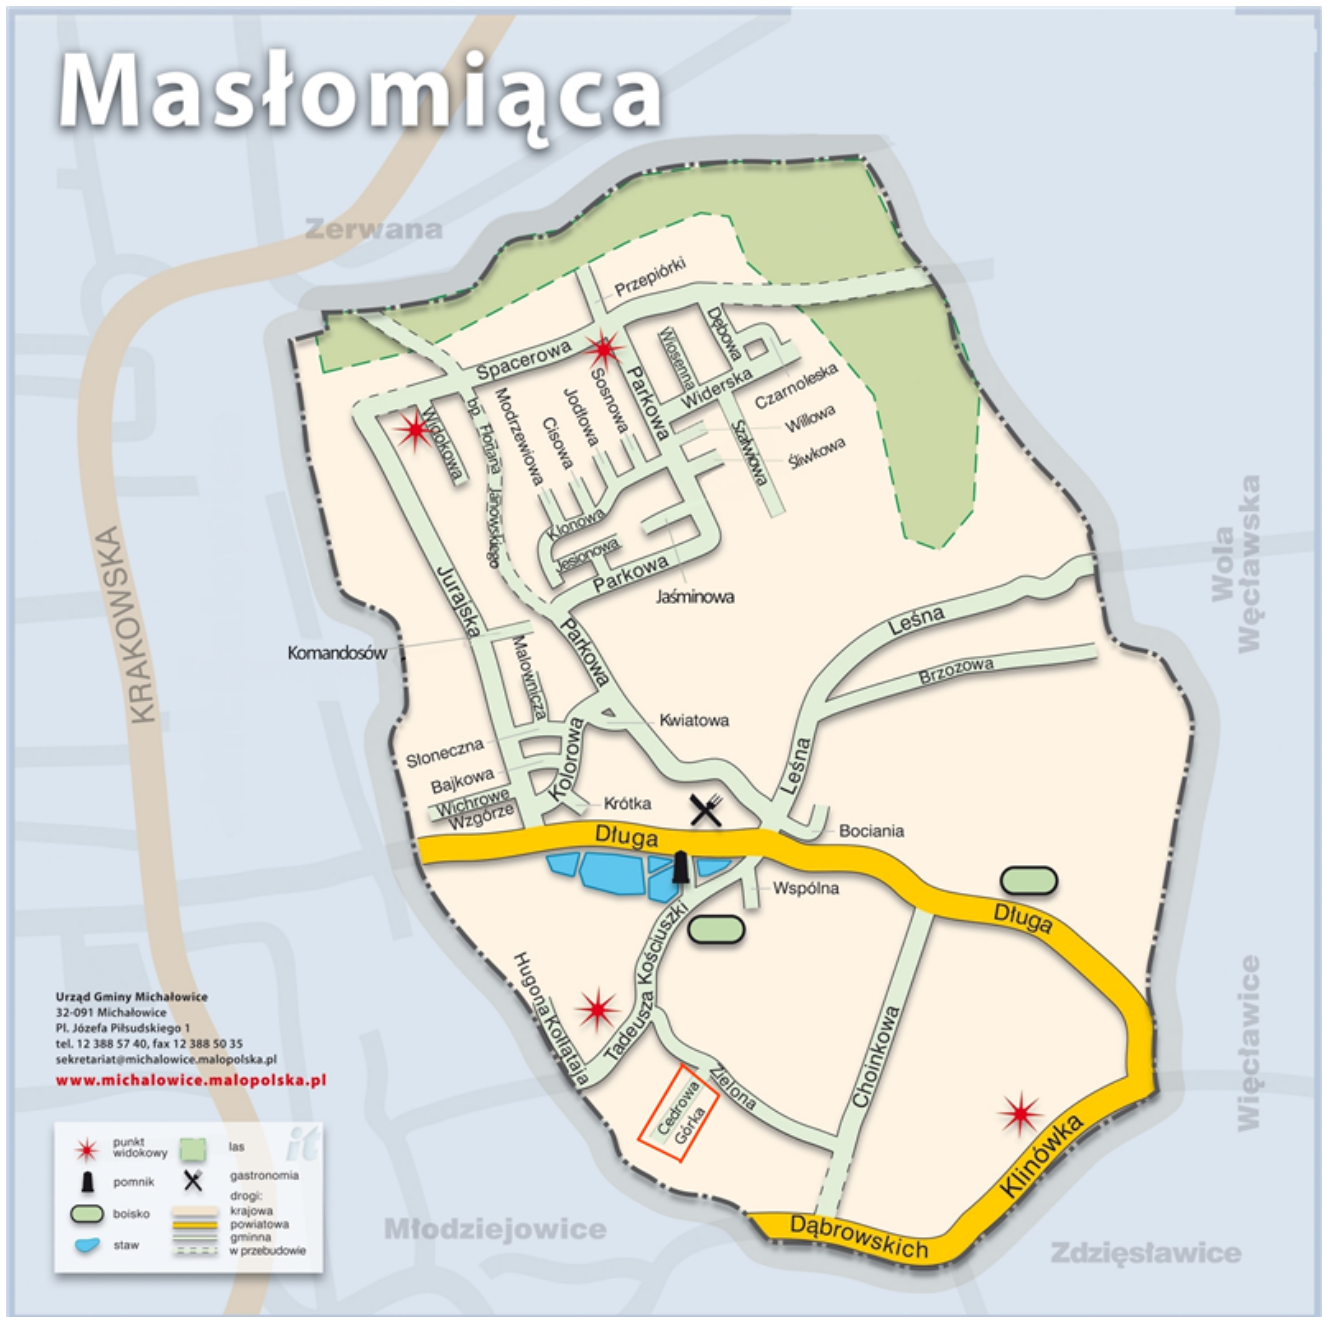 Masłomiąca
Zerwana
Przepiórki
Spacerowa
Dębowa
Wiosenna
Czarnoleska
Widerska
Sosnowa
Parkowa
Jodłowa
Modrzewiowa
Cisowa
Willowa
Widokowa
bp Floriana Janowskiego
Szałwiowa
Śliwkowa
KRAKOWSKA
Wola
Węcławska
Klonowa
Jesionowa
Parkowa
Jaśminowa
Jurajska
Leśna
Komandosów
Parkowa
Malownicza
Brzozowa
Kwiatowa
Słoneczna
Kolorowa
Leśna
Bajkowa
Wichrowe
Wzgórze
Krótka
Długa
Bociania
Wspólna
Długa
Tadeusza Kościuszki
Hugona Kołłątaja
Więcławice
Choinkowa
Zielona
Cedrowa
Górka
Klinówka
Dąbrowskich
Młodziejowice
Zdzięsławice
Urząd Gminy Michałowice
32-091 Michałowice
Pl. Józefa Piłsudskiego 1
tel. 12 388 57 40, fax 12 388 50 35
sekretariat@michalowice.malopolska.pl
www.michalowice.malopolska.pl
punkt
widokowy
las
it
pomnik
gastronomia
drogi:
boisko
krajowa
powiatowa
gminna
staw
w przebudowie